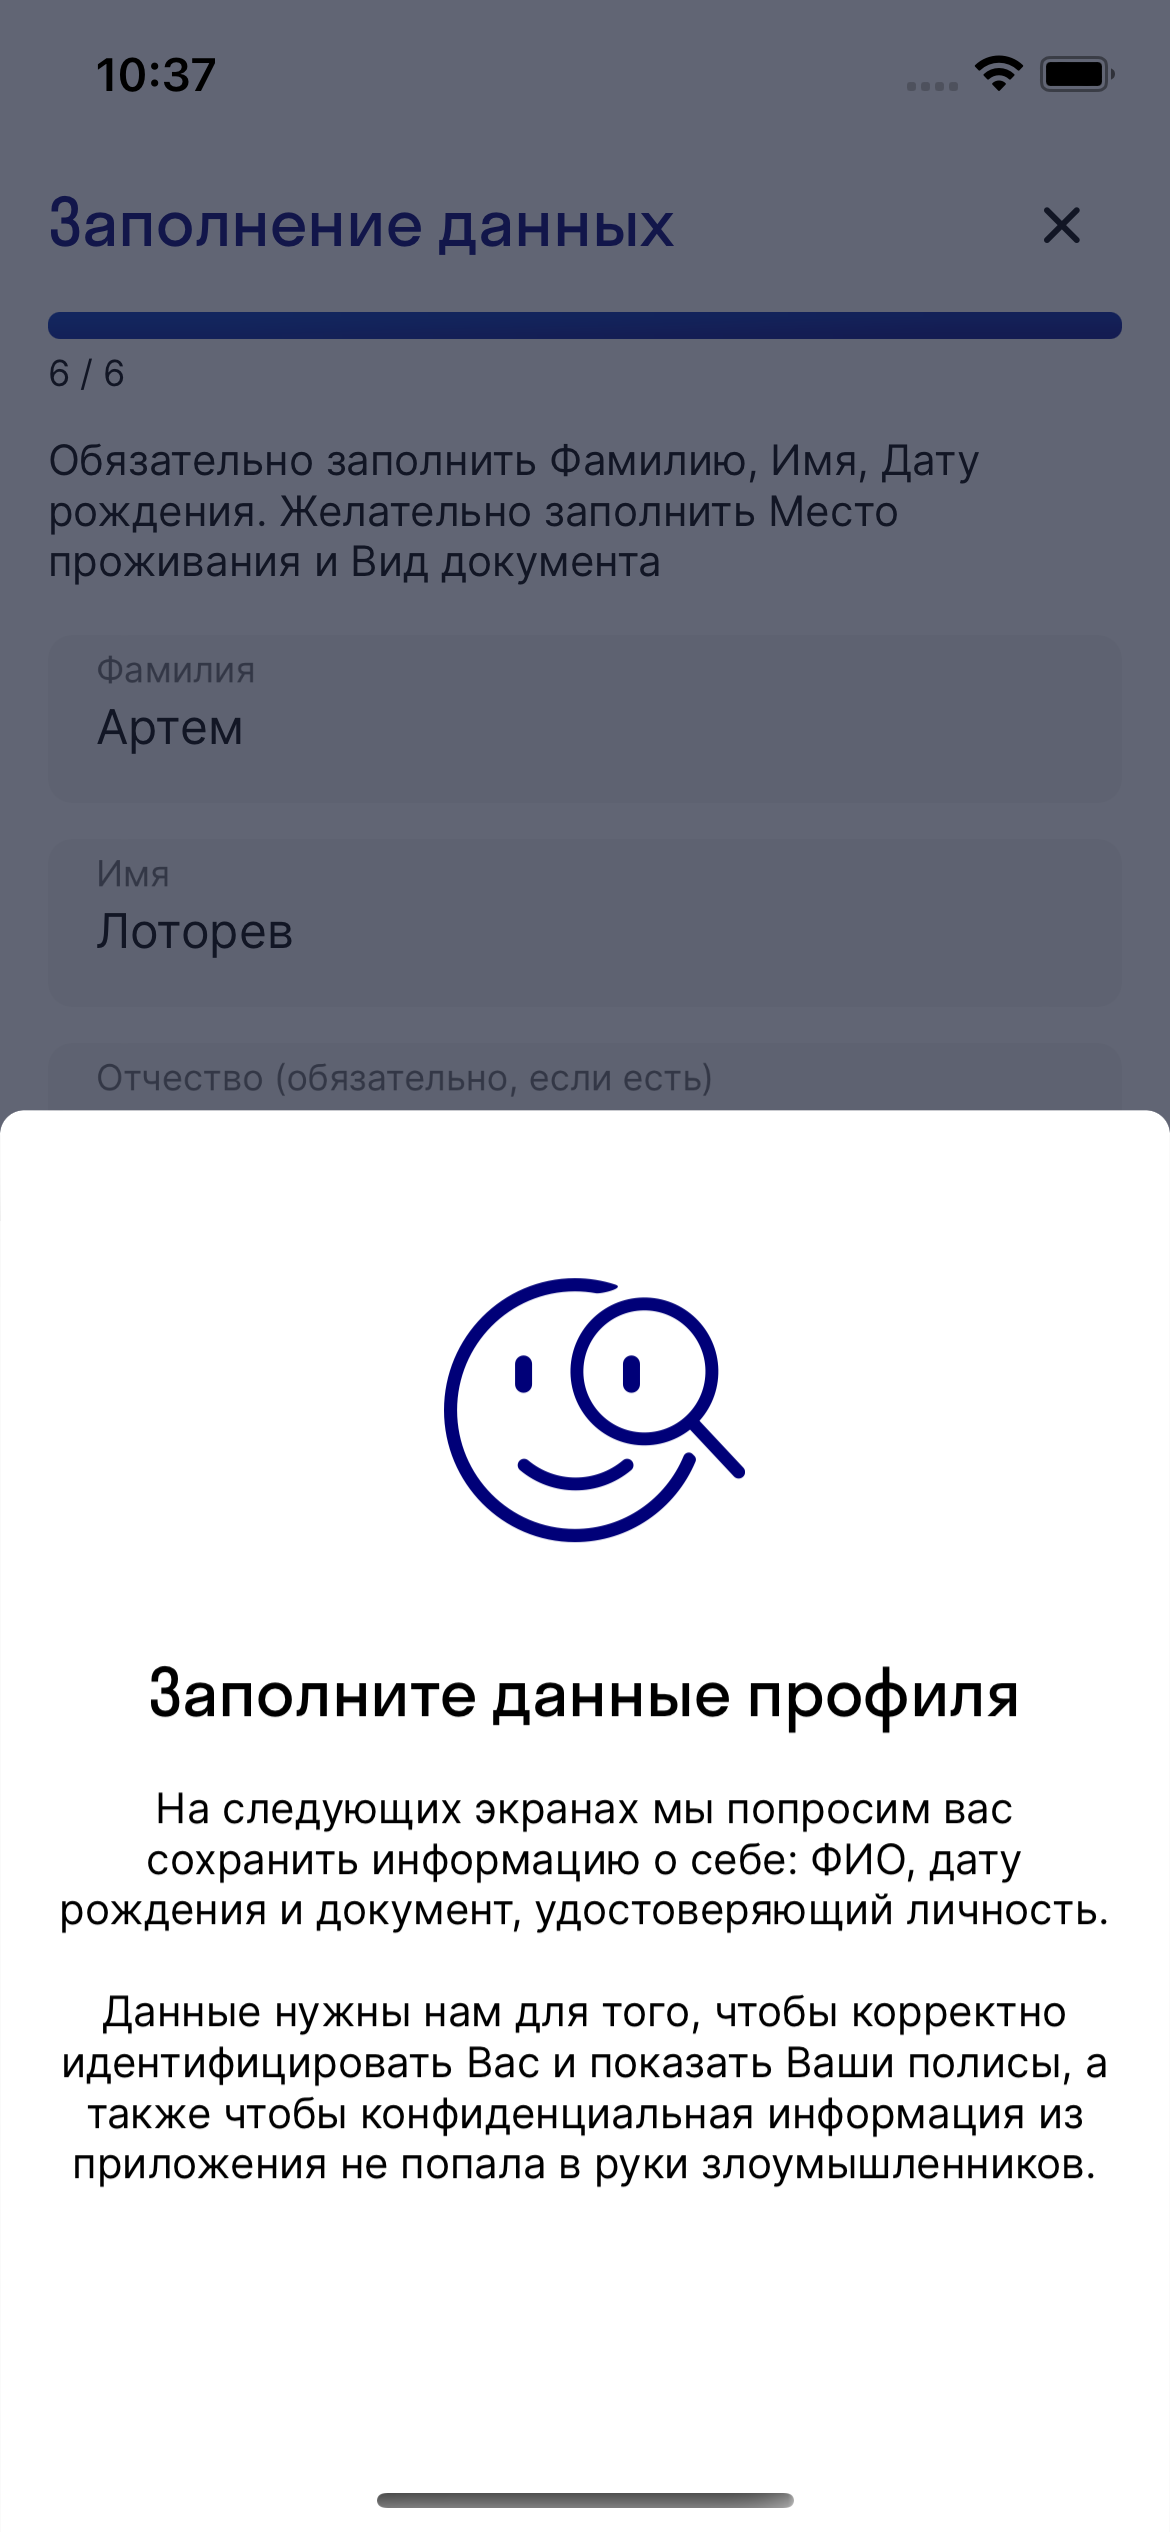 10:37
Заполнение данных
6 / 6
Обязательно заполнить Фамилию, Имя, Дату
рождения. Желательно заполнить Место
проживания и Вид документа
Фамилия
Артем
Имя
Лоторев
Отчество (обязательно, если есть)
Заполните данные профиля
На следующих экранах мы попросим вас
сохранить информацию о себе: ФИО, дату
рождения и документ, удостоверяющий личность.
Данные нужны нам для того, чтобы корректно
идентифицировать Вас и показать Ваши полисы, а
также чтобы конфиденциальная информация из
приложения не попала в руки злоумышленников.